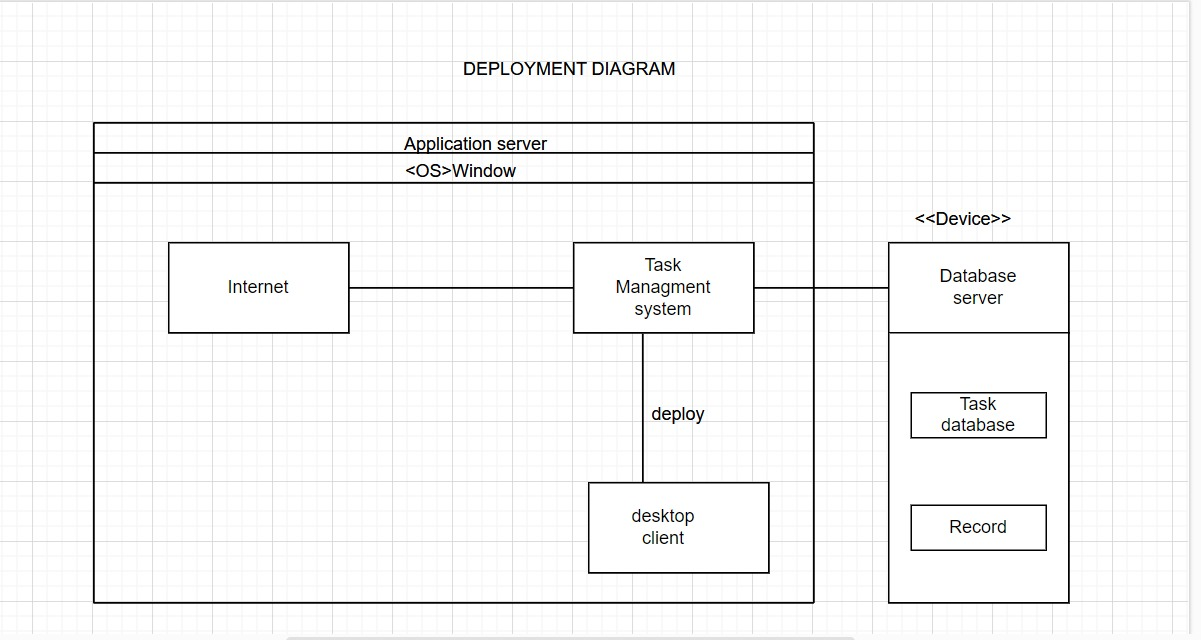 DEPLOYMENT DIAGRAM
Application server
<OS>Window
<<Device>>
Internet
Task
Managment
system
Database
server
deploy
Task
database
desktop
client
Record